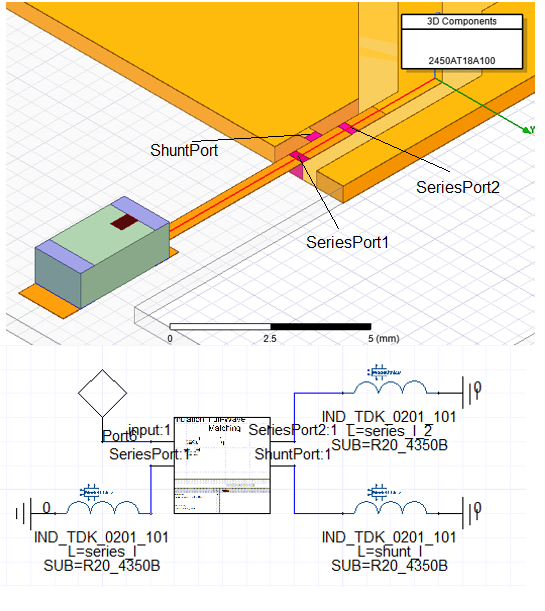 3D Components
2450AT18A100
Y
ShuntPort
SeriesPort2
SeriesPort1
0
2.5
5 (mm)
0
IND_TDK_0201_101
Port6
input:1
SeriesPort2:1
L=series_l_2
SeriesPort:1
ShuntPort:1
SUB=R20_4350B
0
0
IND_TDK_0201_101
IND_TDK_0201_101
L=series_l
L=shunt_l
SUB=R20_4350B
SUB=R20_4350B